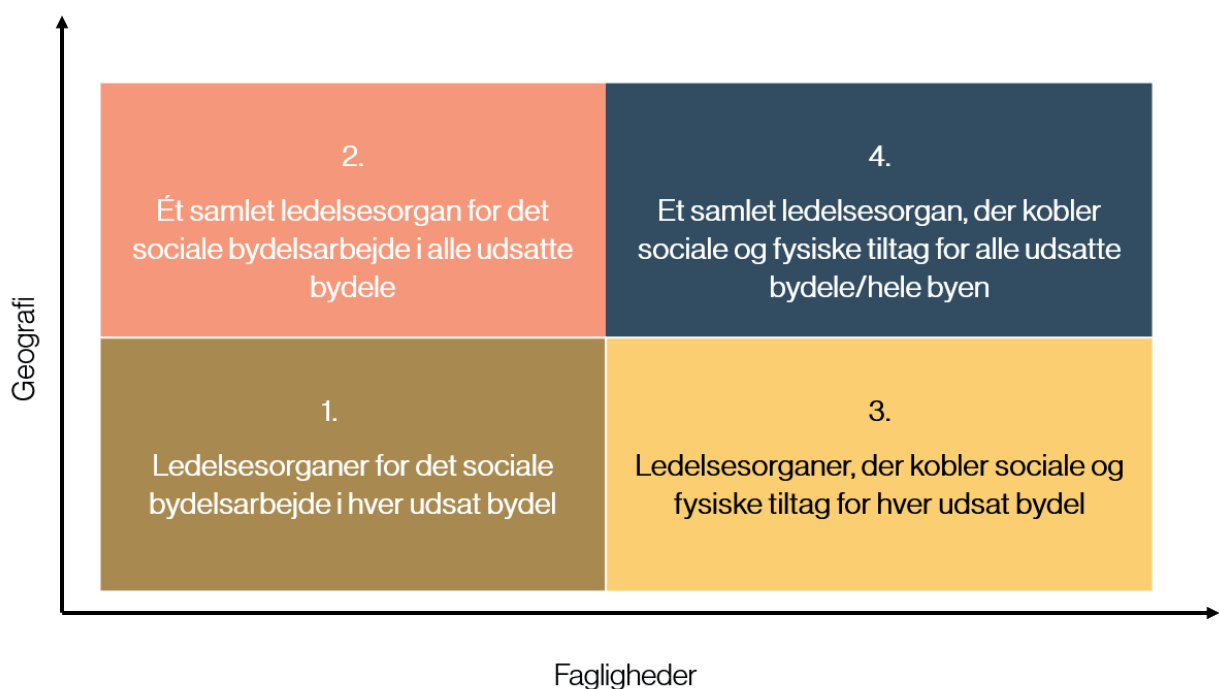 Geografi
2.
Ét samlet ledelsesorgan for det
sociale bydelsarbejde i alle udsatte
bydele
4.
Et samlet ledelsesorgan, der kobler
sociale og fysiske tiltag for alle udsatte
bydele/hele byen
1.
Ledelsesorganer for det sociale
bydelsarbejde i hver udsat bydel
3.
Ledelsesorganer, der kobler sociale og
fysiske tiltag for hver udsat bydel
Fagligheder